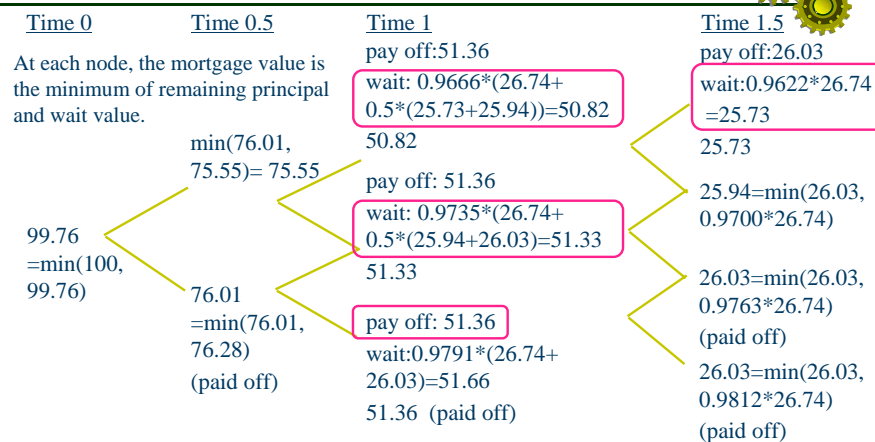 Time 0
At each node, the mortgage value is
the minimum of remaining principal
and wait value.
99.76
=min(100,
99.76)
Time 0.5
min(76.01,
75.55)= 75.55
76.01
=min(76.01,
76.28)
(paid off)
Time 1
pay off:51.36
wait: 0.9666*(26.74+
0.5*(25.73+25.94))=50.82
50.82
pay off: 51.36
wait: 0.9735*(26.74+
0.5*(25.94+26.03)=51.33
51.33
pay off: 51.36
wait:0.9791*(26.74+
26.03)=51.66
51.36 (paid off)
Time 1.5
pay off:26.03
wait:0.9622*26.74
=25.73
25.73
25.94=min(26.03,
0.9700*26.74)
26.03=min(26.03,
0.9763*26.74)
(paid off)
26.03=min(26.03,
0.9812*26.74)
(paid off)